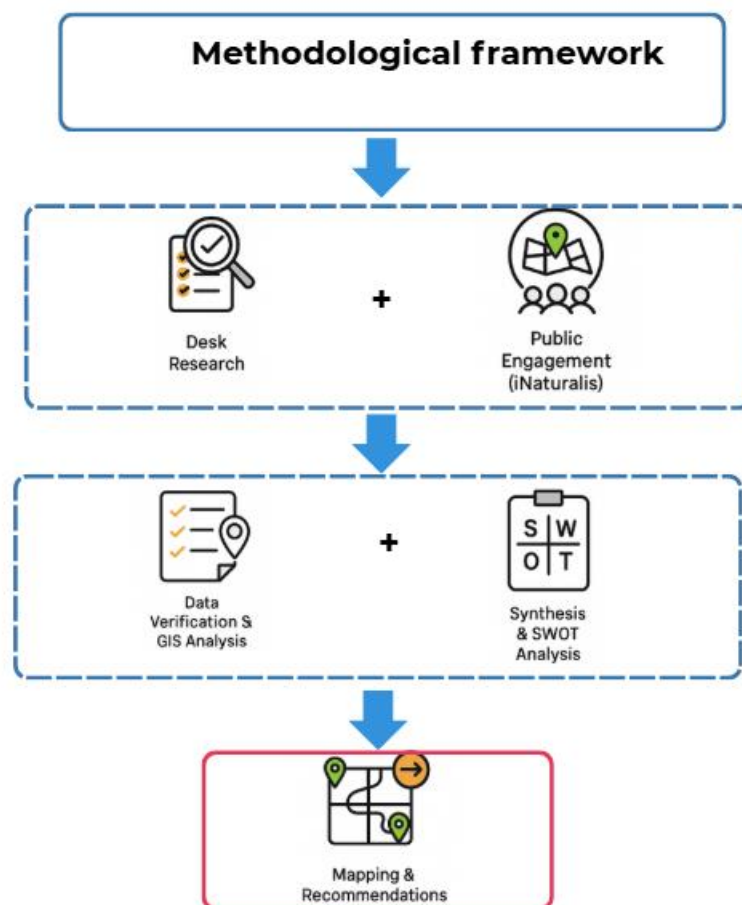 Methodological framework
Desk
Research
+
Public
Engagement
(iNaturalis)
Data
Verification &
GIS Analysis
+
S W
O T
Synthesis
& SWOT
Analysis
Mapping &
Recommendations